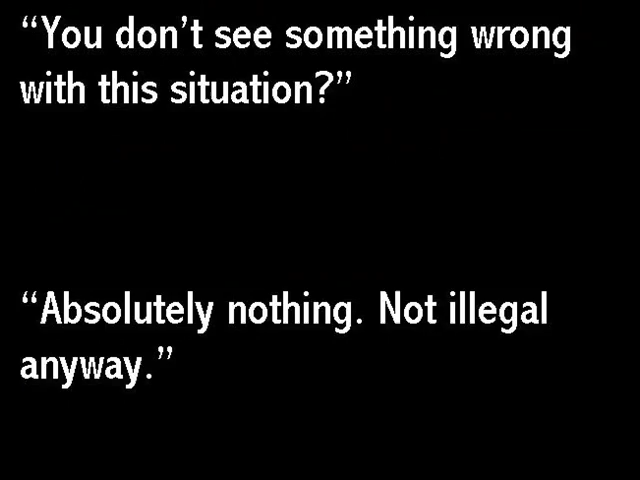 “You don’t see something wrong
with this situation?”
“Absolutely nothing. Not illegal
anyway.”